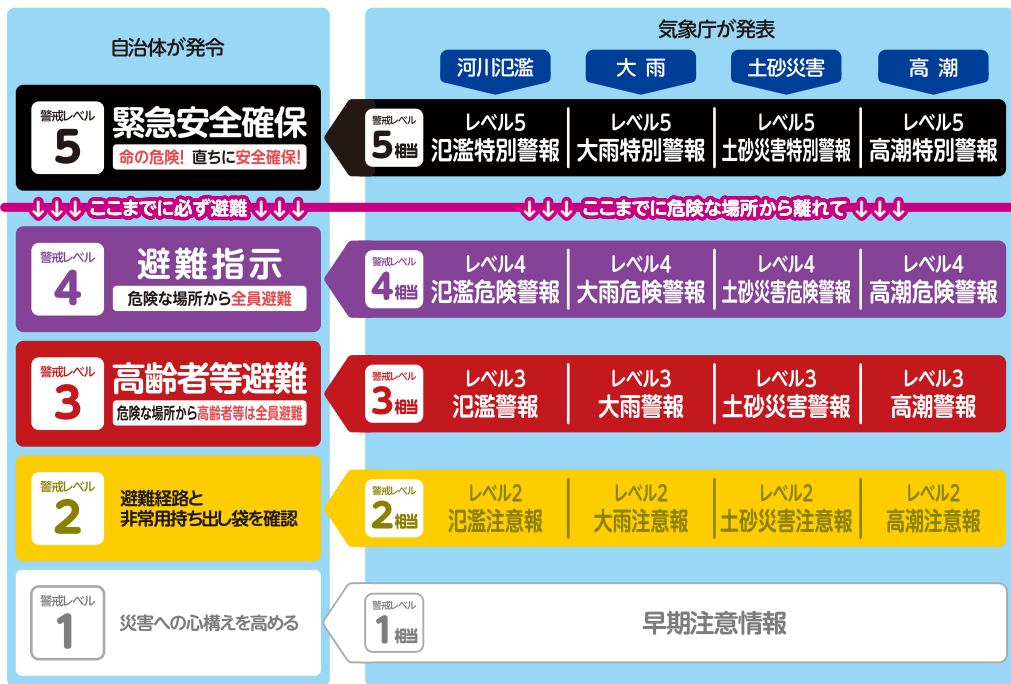 自治体が発令
気象庁が発表
河川氾濫
大雨
土砂災害
高潮
警戒レベル
5
緊急安全確保
命の危険! 直ちに安全確保!
警戒レベル
5相当
レベル5
氾濫特別警報
レベル5
大雨特別警報
レベル5
土砂災害特別警報
レベル5
高潮特別警報
↓↓↓ここまでに必ず避難↓↓↓
↓↓↓ここまでに危険な場所から離れて↓↓↓
警戒レベル
4
避難指示
危険な場所から全員避難
警戒レベル
4相当
レベル4
氾濫危険警報
レベル4
大雨危険警報
レベル4
土砂災害危険警報
レベル4
高潮危険警報
警戒レベル
3
高齢者等避難
危険な場所から高齢者等は全員避難
警戒レベル
3相当
レベル3
氾濫警報
レベル3
大雨警報
レベル3
土砂災害警報
レベル3
高潮警報
警戒レベル
2
避難経路と
非常用持ち出し袋を確認
警戒レベル
2相当
レベル2
氾濫注意報
レベル2
大雨注意報
レベル2
土砂災害注意報
レベル2
高潮注意報
警戒レベル
1
災害への心構えを高める
警戒レベル
1相当
早期注意情報